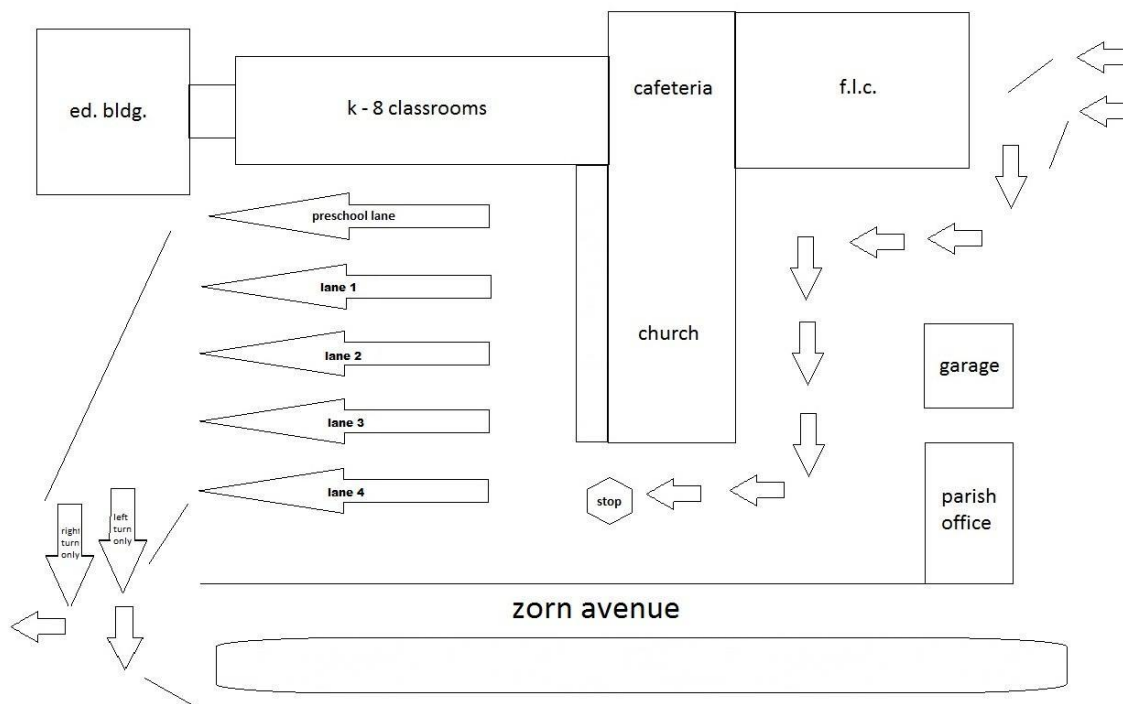 ed. bldg.
k - 8 classrooms
cafeteria
f.l.c.
preschool lane
lane 1
lane 2
church
garage
lane 3
lane 4
stop
parish
office
right
turn
only
left
turn
only
zorn avenue